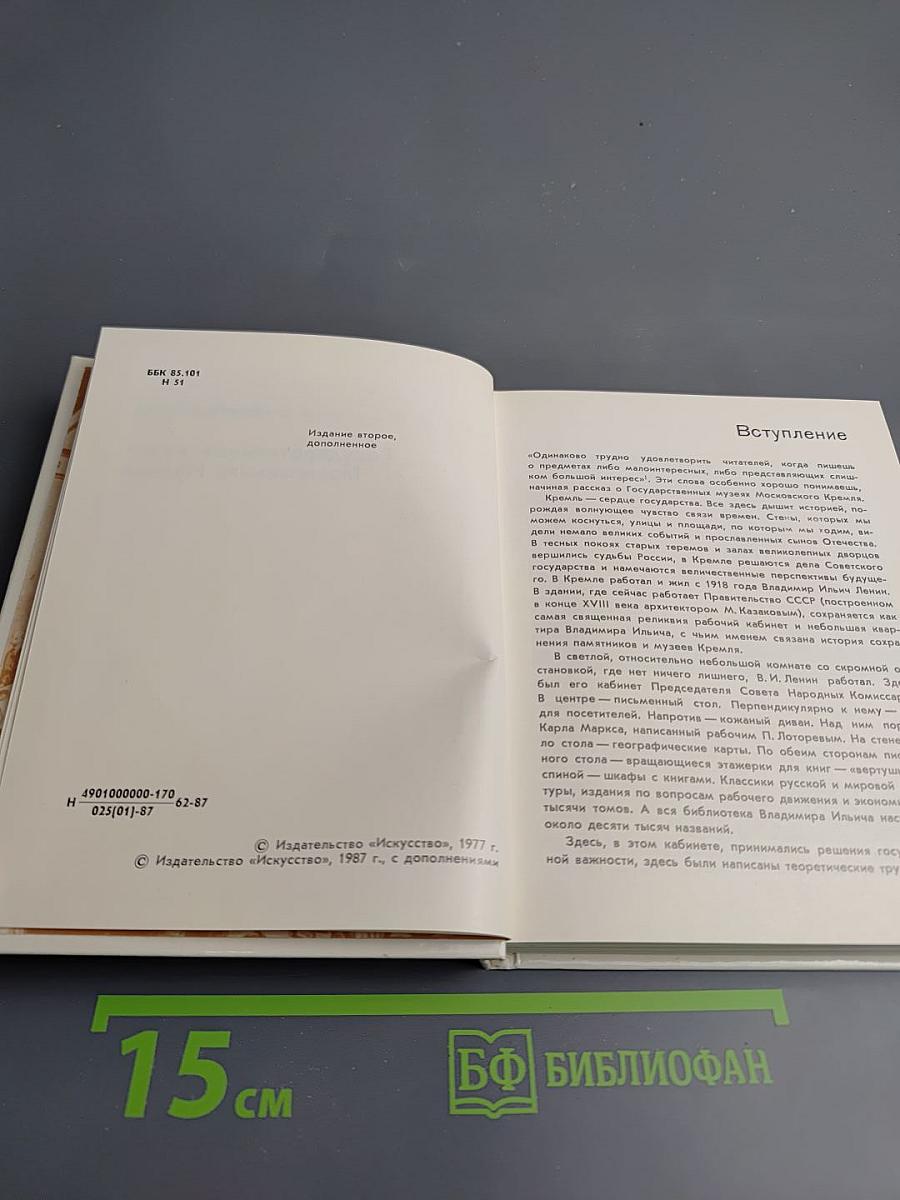 ББК 85.101
Н 51
Издание второе,
дополненное
Н 4901000000-170 62-87
025(01)-87
© Издательство «Искусство», 1977 г.
© Издательство «Искусство», 1987 г., с дополнениями
Вступление
«Одинаково трудно удовлетворить читателей, когда пишешь
о предметах либо малоинтересных, либо представляющих слиш-
ком большой интерес»¹. Эти слова особенно хорошо понимаешь,
начиная рассказ о Государственных музеях Московского Кремля.
Кремль — сердце государства. Все здесь дышит историей, по-
рождая волнующее чувство связи времен. Стены, которых мы
можем коснуться, улицы и площади, по которым мы ходим, ви-
дели немало великих событий и прославленных сынов Отечества.
В тесных покоях старых теремов и залах великолепных дворцов
вершились судьбы России, в Кремле решаются дела Советского
государства и намечаются величественные перспективы будуще-
го. В Кремле работал и жил с 1918 года Владимир Ильич Ленин.
В здании, где сейчас работает Правительство СССР (построенном
в конце XVIII века архитектором М. Казаковым), сохраняется как
самая священная реликвия рабочий кабинет и небольшая квар-
тира Владимира Ильича, с чьим именем связана история сохра
нения памятников и музеев Кремля.
В светлой, относительно небольшой комнате со скромной о
становкой, где нет ничего лишнего, В. И. Ленин работал. Зде
был его кабинет Председателя Совета Народных Комиссар
В центре — письменный стол. Перпендикулярно к нему —
для посетителей. Напротив — кожаный диван. Над ним пор
Карла Маркса, написанный рабочим П. Лоторевым. На стене
ло стола — географические карты. По обеим сторонам пис
ного стола — вращающиеся этажерки для книг — «вертуш
спиной — шкафы с книгами. Классики русской и мировой
туры, издания по вопросам рабочего движения и экономи
тысячи томов. А вся библиотека Владимира Ильича нас
около десяти тысяч названий.
Здесь, в этом кабинете, принимались решения госу
ной важности, здесь были написаны теоретические тру
15 см
БФ БИБЛИОФАН